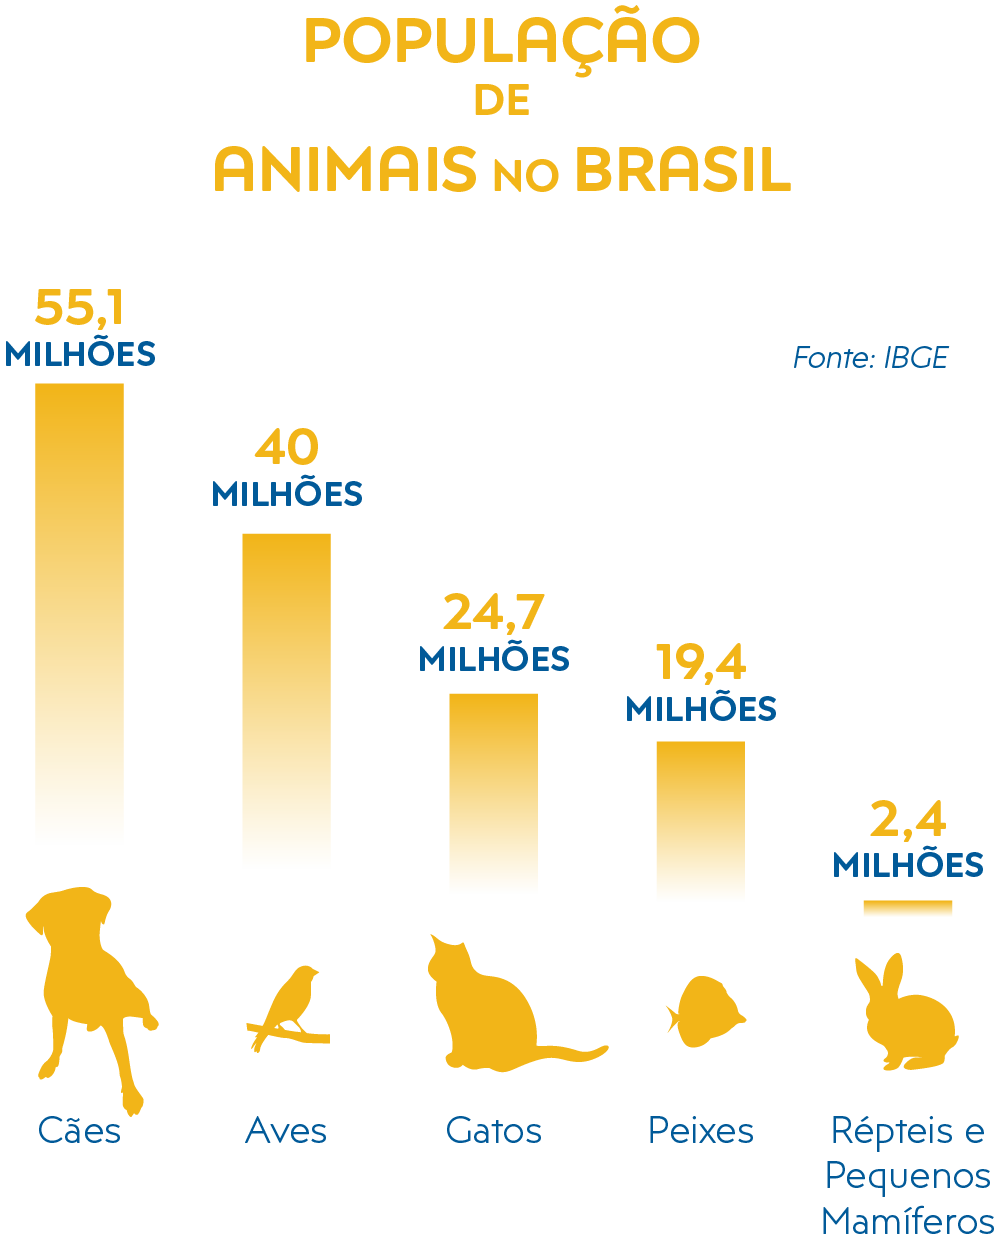 POPULAÇÃO
DE
ANIMAIS NO BRASIL
55,1
MILHÕES
Fonte: IBGE
40
MILHÕES
24,7
MILHÕES
19,4
MILHÕES
2,4
MILHÕES
Cães
Aves
Gatos
Peixes
Répteis e
Pequenos
Mamíferos